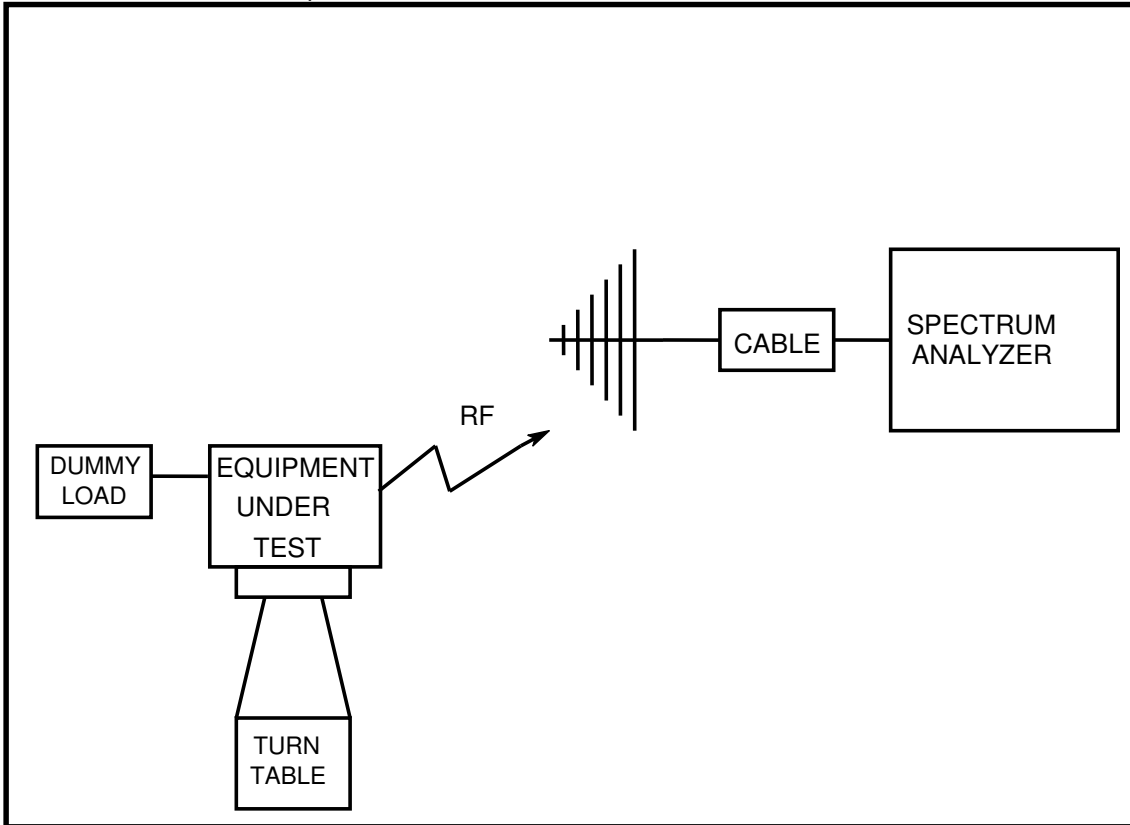 RF
CABLE
SPECTRUM
ANALYZER
DUMMY
LOAD
EQUIPMENT
UNDER
TEST
TURN
TABLE